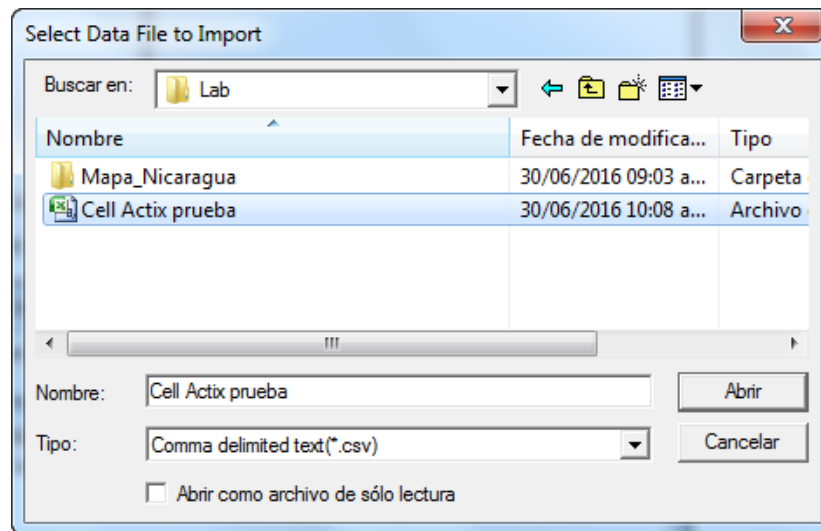 Select Data File to Import
Buscar en: Lab
Nombre Fecha de modifica... Tipo
Mapa_Nicaragua 30/06/2016 09:03 a... Carpeta
Cell Actix prueba 30/06/2016 10:08 a... Archivo
Nombre: Cell Actix prueba Abrir
Tipo: Comma delimited text(*.csv) Cancelar
Abrir como archivo de sólo lectura